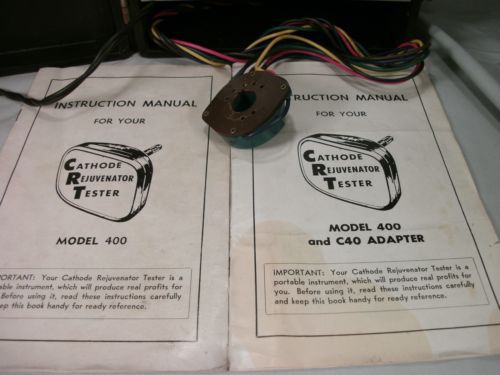 INSTRUCTION MANUAL
FOR YOUR
CATHODE
REJUVENATOR
TESTER
MODEL 400
IMPORTANT: Your Cathode Rejuvenator Tester is a
portable instrument, which will produce real profits for
you. Before using it, read these instructions carefully
keep this book handy for ready reference.
RUCTION MANUAL
FOR YOUR
CATHODE
REJUVENATOR
TESTER
MODEL 400
and C40 ADAPTER
IMPORTANT: Your Cathode Rejuvenator Tester is a
portable instrument, which will produce real profits for
you. Before using it, read these instructions carefully
and keep this book handy for ready reference.